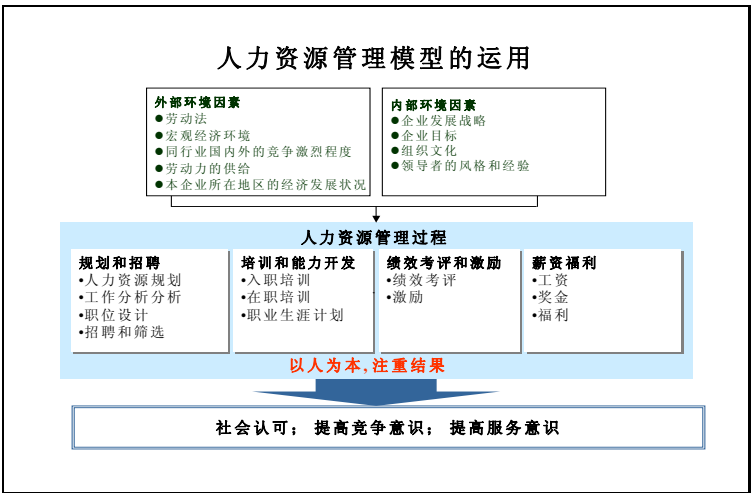 人力资源管理模型的运用
外部环境因素
●劳动法
●宏观经济环境
●同行业国内外的竞争激烈程度
●劳动力的供给
●本企业所在地区的经济发展状况
内部环境因素
●企业发展战略
●企业目标
●组织文化
●领导者的风格和经验
人力资源管理过程
规划和招聘
•人力资源规划
•工作分析分析
•职位设计
•招聘和筛选
培训和能力开发
•入职培训
•在职培训
•职业生涯计划
绩效考评和激励
•绩效考评
•激励
薪资福利
•工资
•奖金
•福利
以人为本,注重结果
社会认可； 提高竞争意识； 提高服务意识